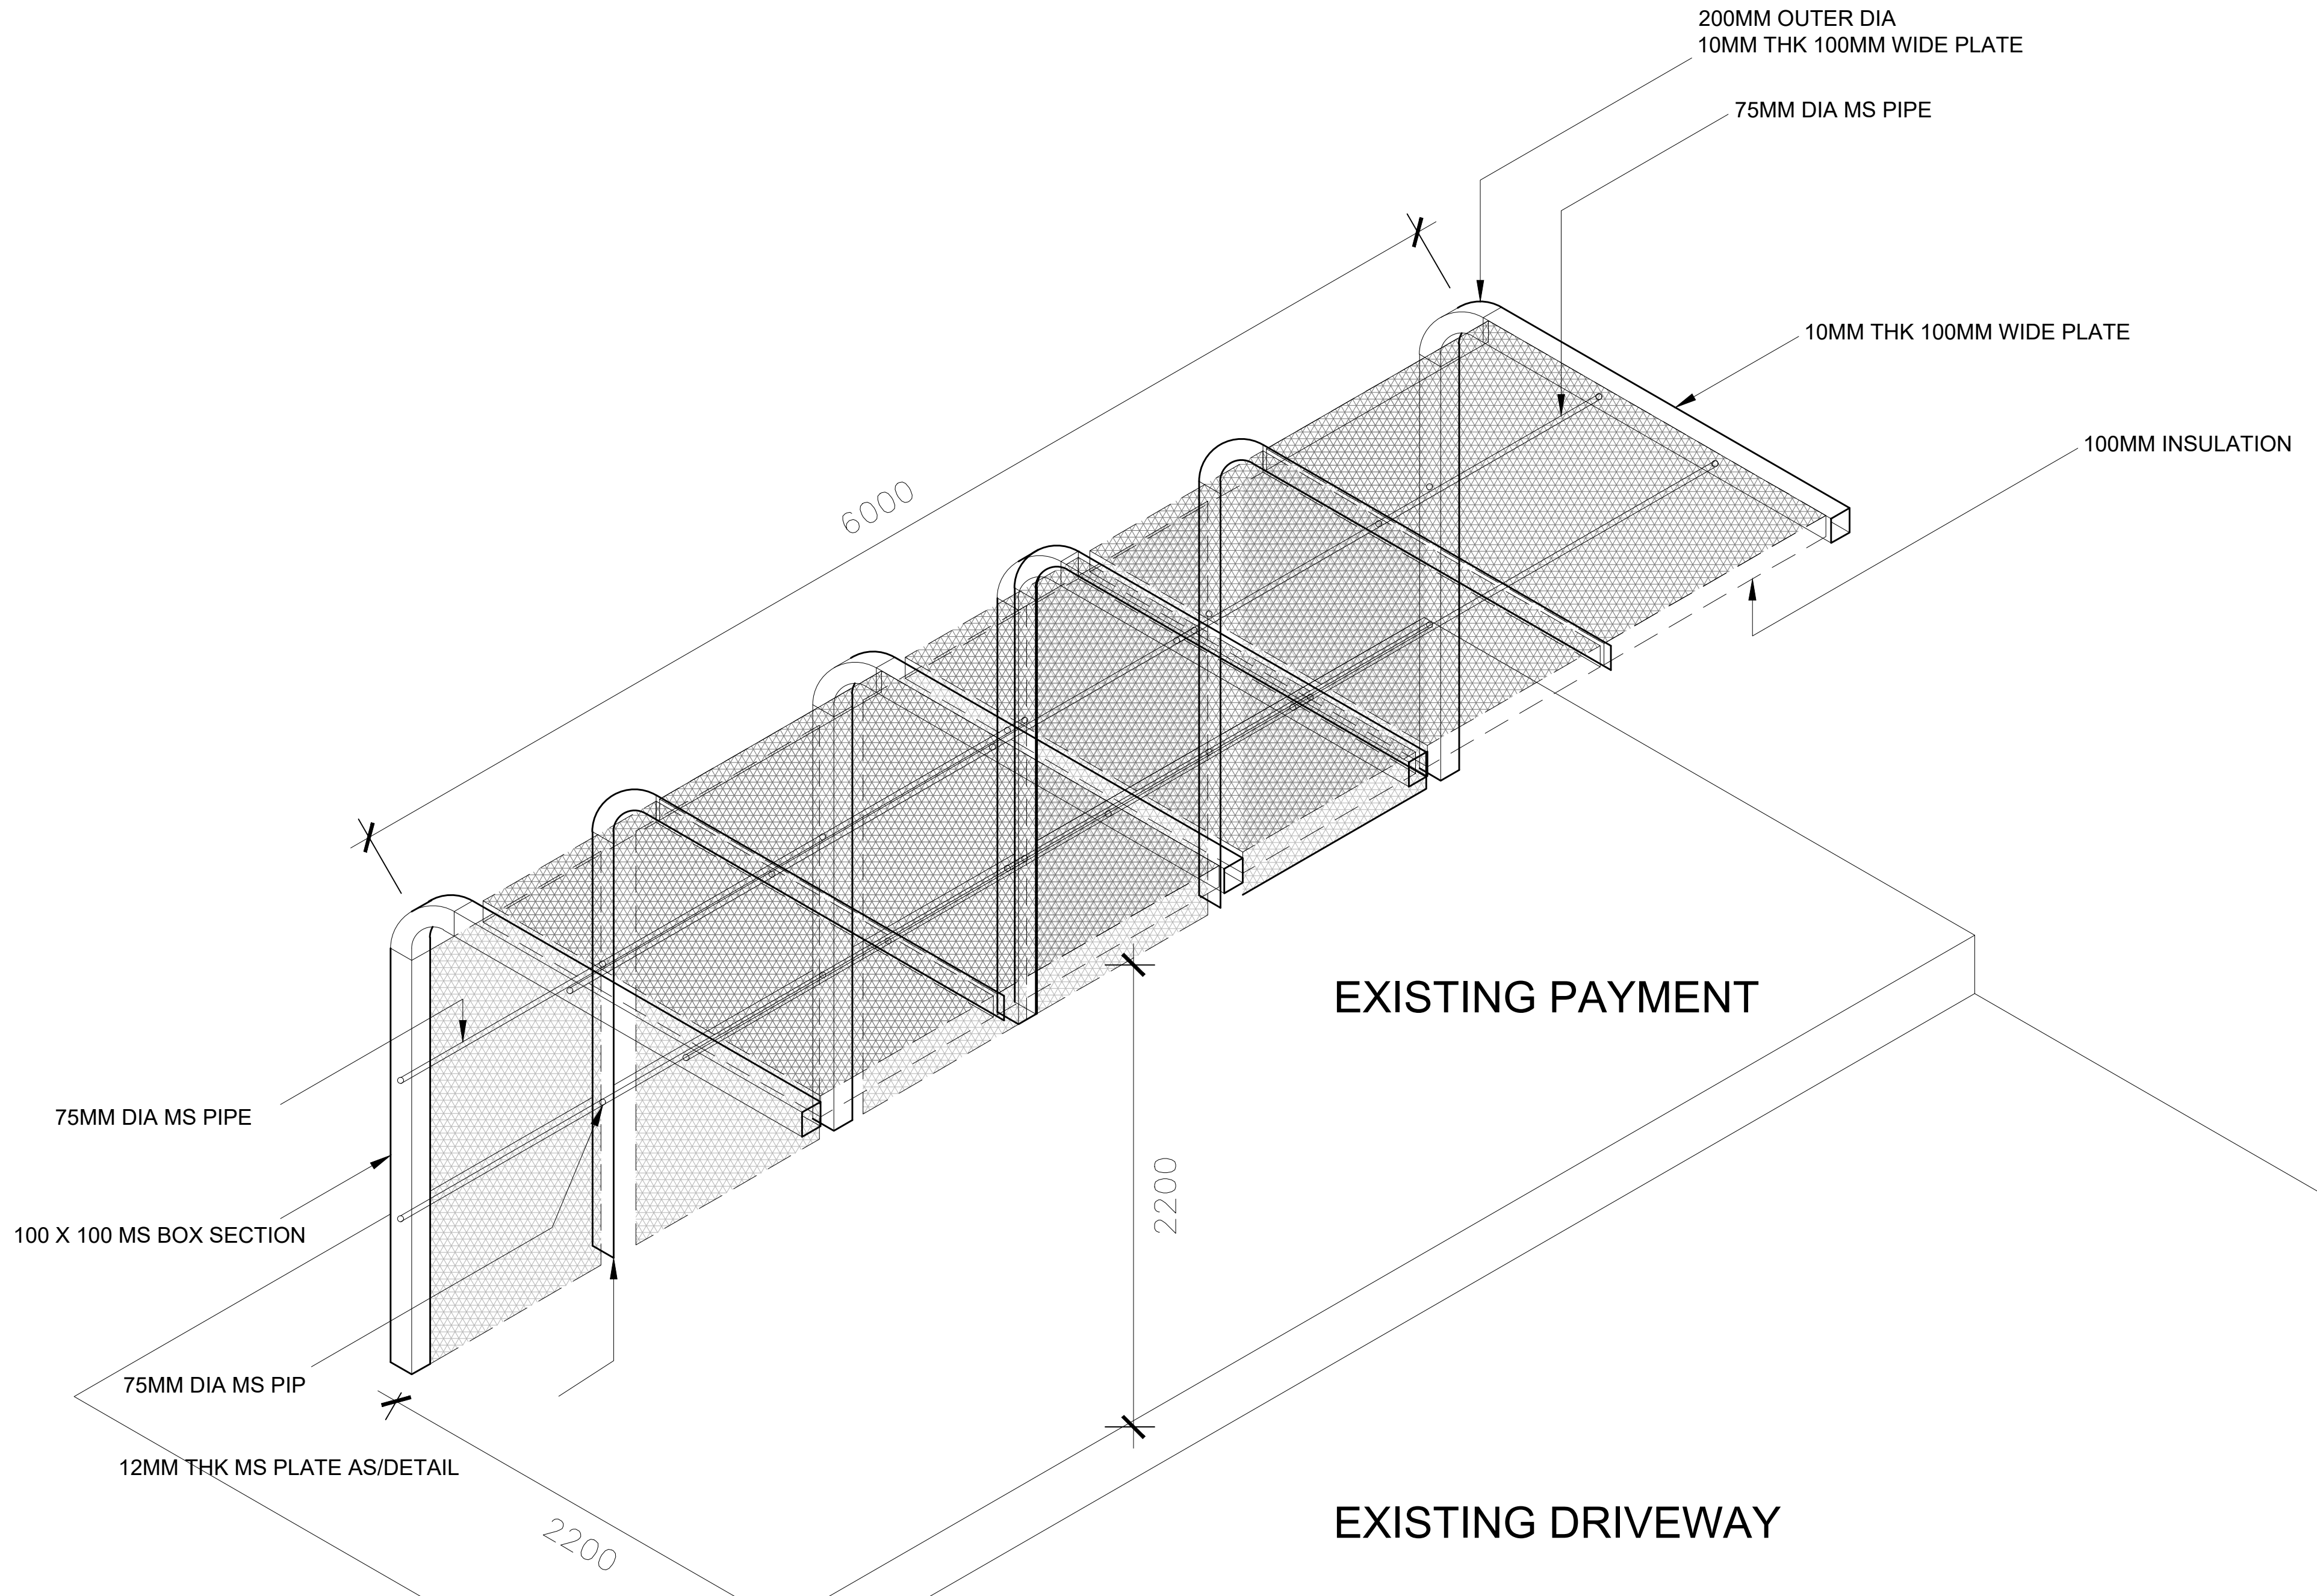 200MM OUTER DIA
10MM THK 100MM WIDE PLATE
75MM DIA MS PIPE
10MM THK 100MM WIDE PLATE
100MM INSULATION
6000
EXISTING PAYMENT
75MM DIA MS PIPE
2200
100 X 100 MS BOX SECTION
75MM DIA MS PIP
12MM THK MS PLATE AS/DETAIL
EXISTING DRIVEWAY
2200